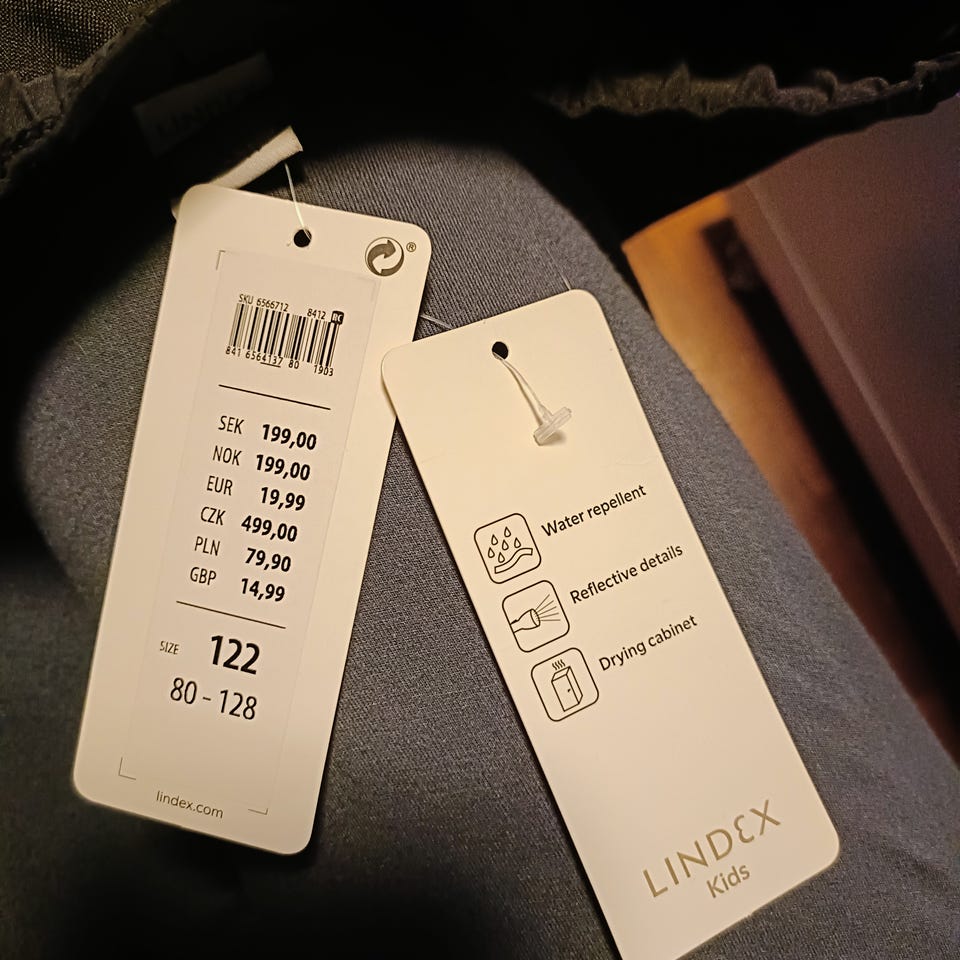 LINDEX
®
SKU 6566712 8412 RC
841 6564137 80 1903
SEK 199,00
NOK 199,00
EUR 19,99
CZK 499,00
PLN 79,90
GBP 14,99
SIZE 122
80 - 128
lindex.com
Water repellent
Reflective details
Drying cabinet
LINDEX
Kids